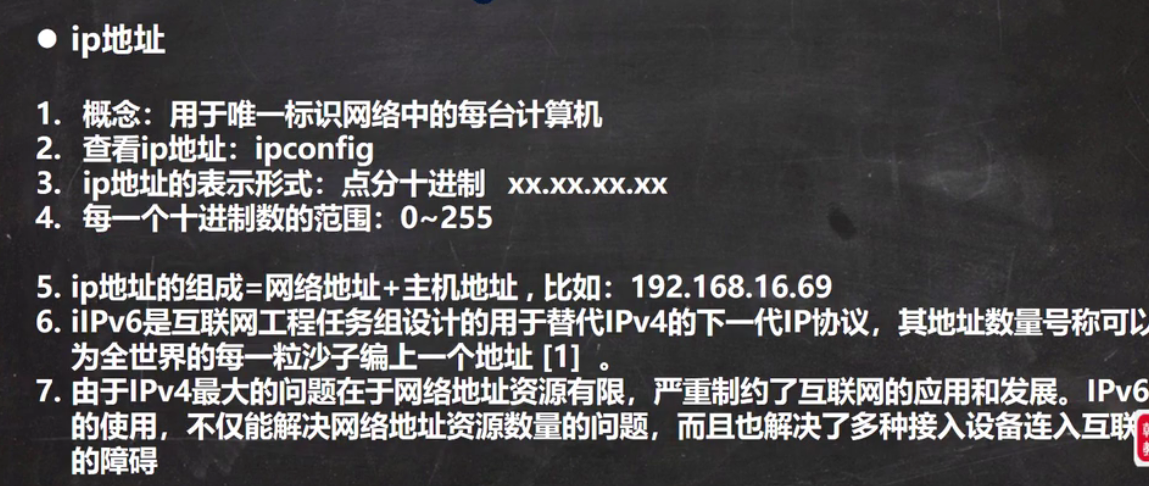 ● ip地址
1. 概念：用于唯一标识网络中的每台计算机
2. 查看ip地址：ipconfig
3. ip地址的表示形式：点分十进制 xx.xx.xx.xx
4. 每一个十进制数的范围：0~255
5. ip地址的组成=网络地址+主机地址，比如：192.168.16.69
6. iIPv6是互联网工程任务组设计的用于替代IPv4的下一代IP协议，其地址数量号称可以
为全世界的每一粒沙子编上一个地址 [1] 。
7. 由于IPv4最大的问题在于网络地址资源有限，严重制约了互联网的应用和发展。IPv6
的使用，不仅能解决网络地址资源数量的问题，而且也解决了多种接入设备连入互联
的障碍